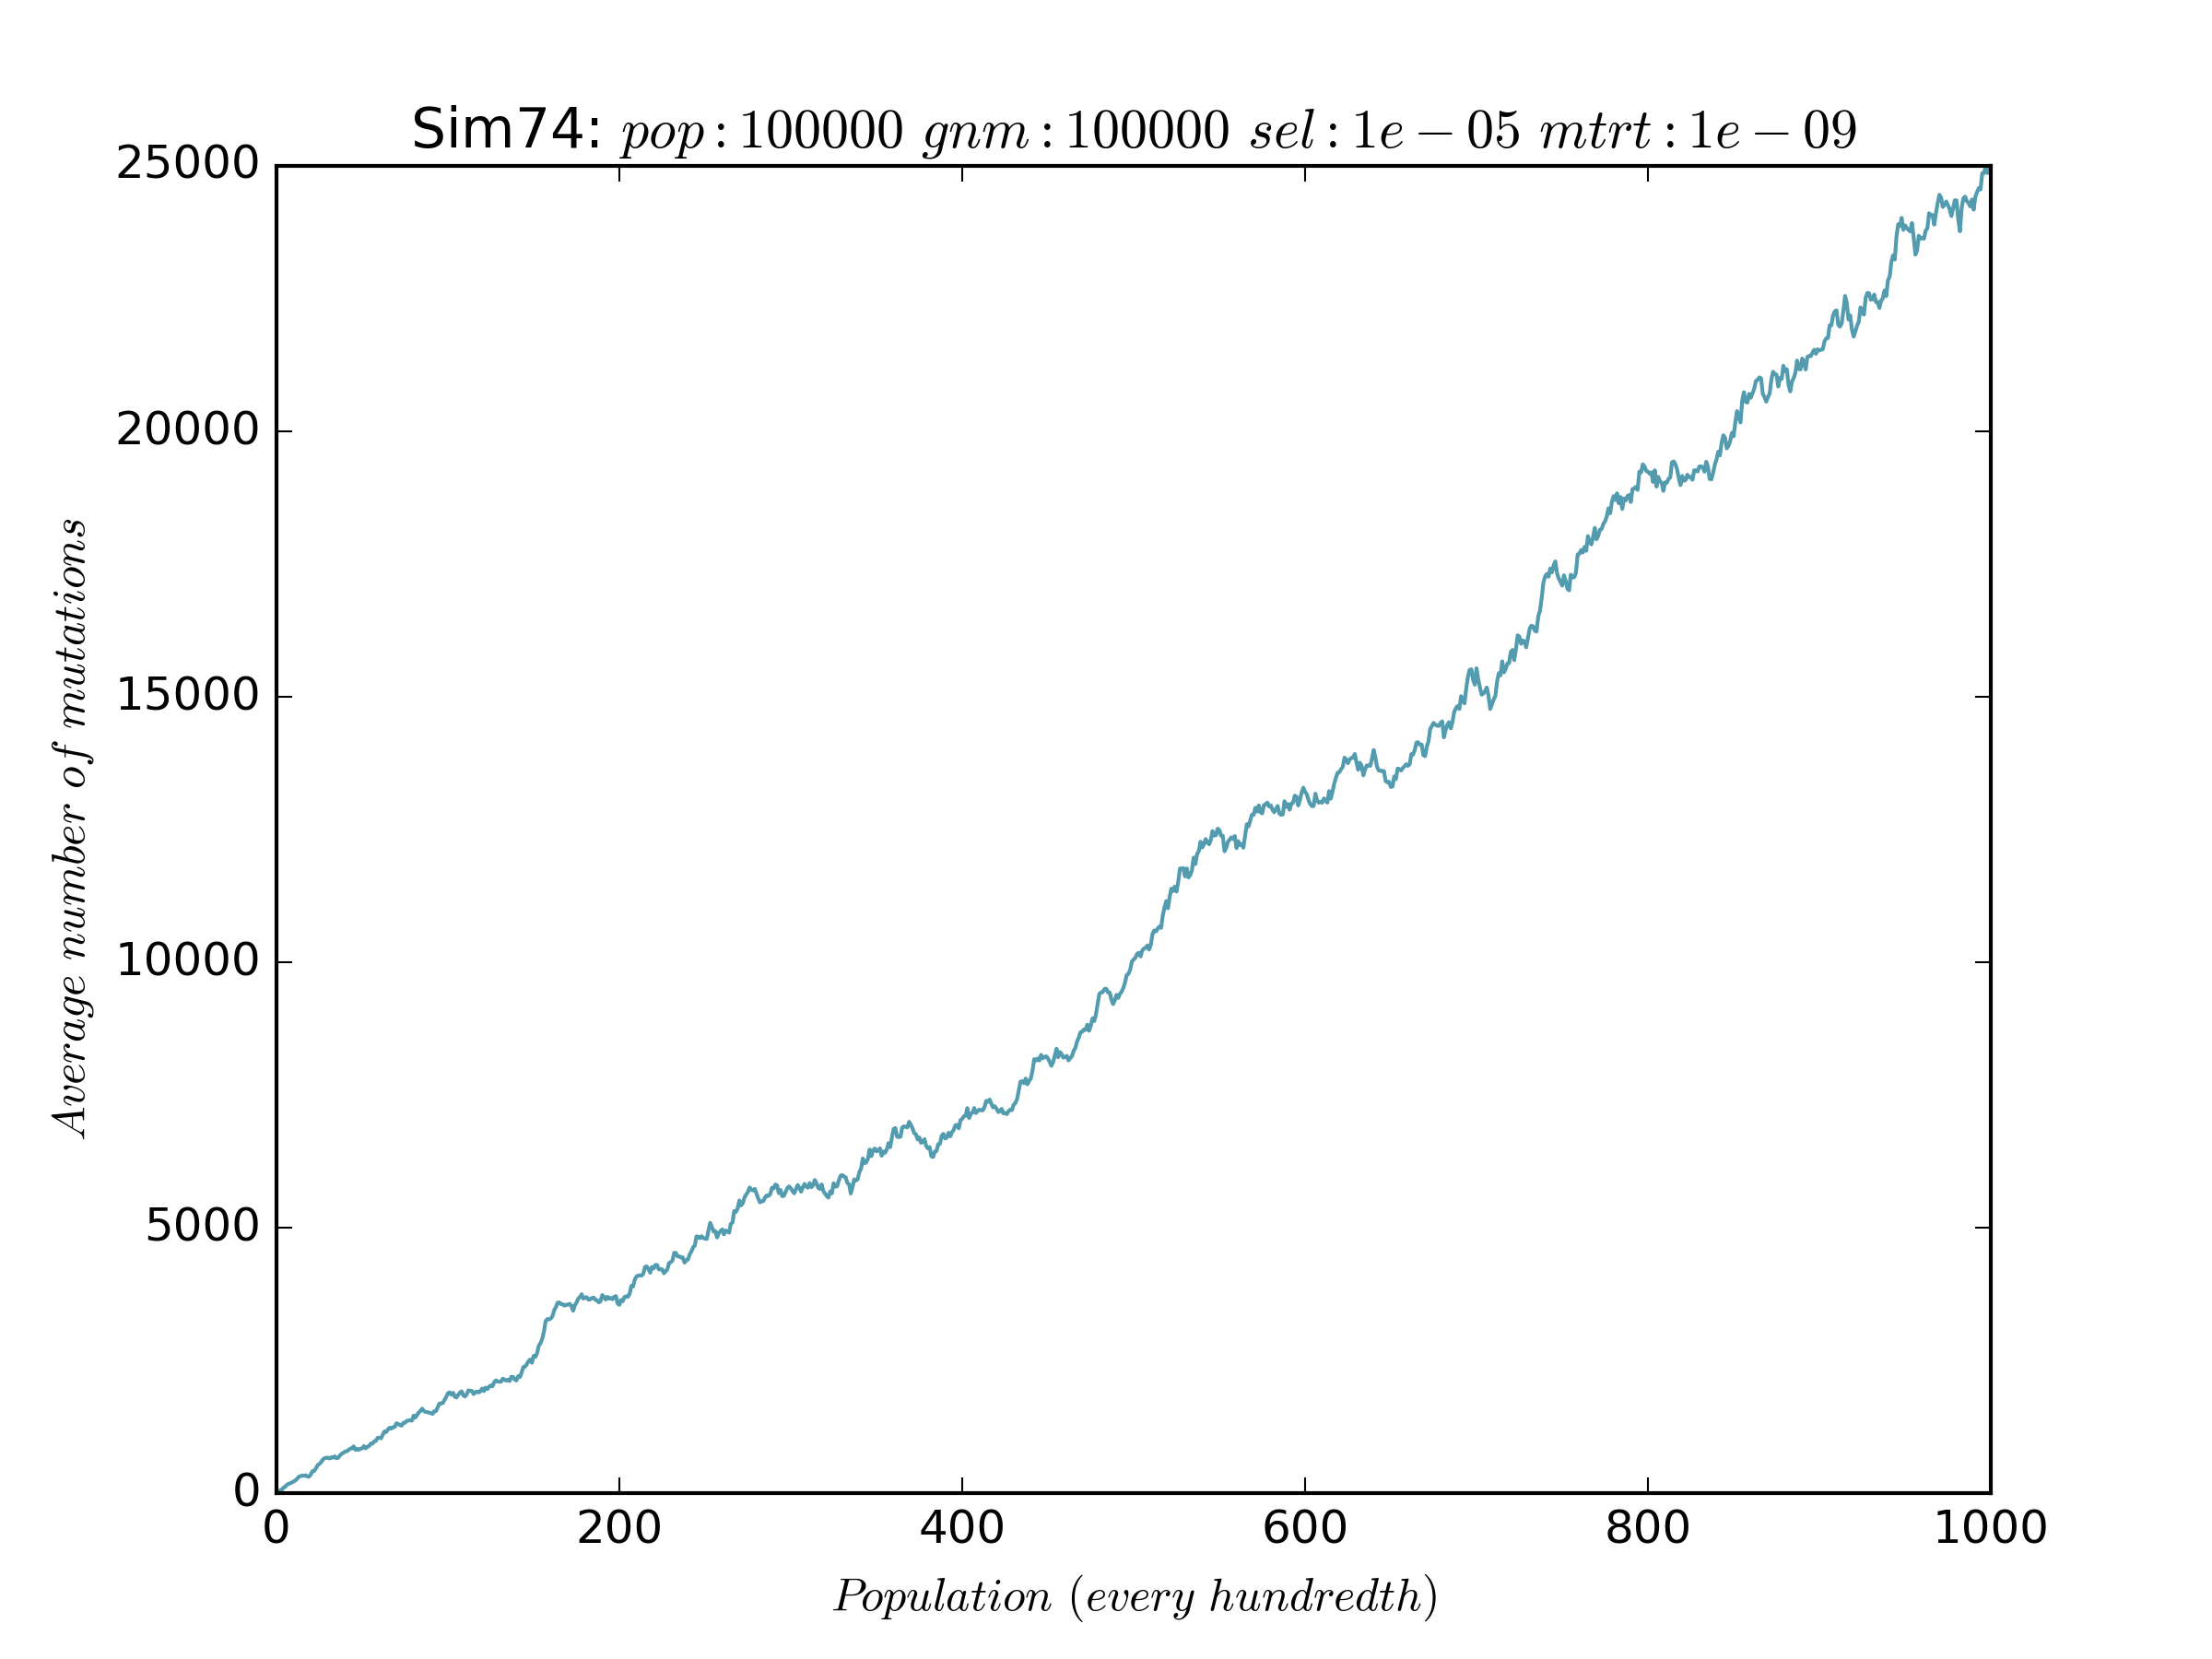 Sim74: pop : 100000 gnm : 100000 sel : 1e − 05 mtrt : 1e − 09
25000
20000
15000
10000
5000
0
Average number of mutations
0 200 400 600 800 1000
Population (every hundredth)